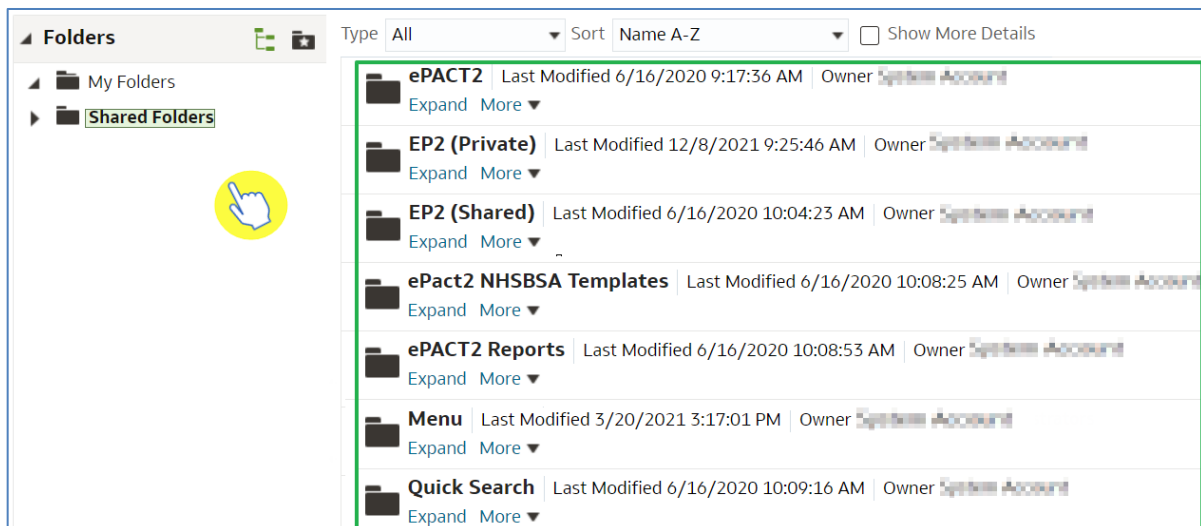 Folders
My Folders
Shared Folders
Type All Sort Name A-Z Show More Details
ePACT2 Last Modified 6/16/2020 9:17:36 AM Owner
Expand More
EP2 (Private) Last Modified 12/8/2021 9:25:46 AM Owner
Expand More
EP2 (Shared) Last Modified 6/16/2020 10:04:23 AM Owner
Expand More
ePact2 NHSBSA Templates Last Modified 6/16/2020 10:08:25 AM Owner
Expand More
ePACT2 Reports Last Modified 6/16/2020 10:08:53 AM Owner
Expand More
Menu Last Modified 3/20/2021 3:17:01 PM Owner
Expand More
Quick Search Last Modified 6/16/2020 10:09:16 AM Owner
Expand More